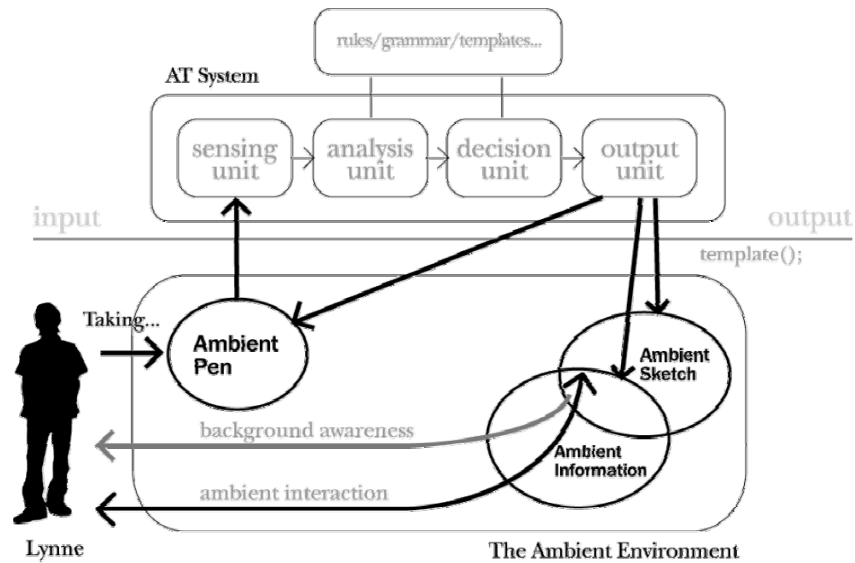 rules/grammar/templates...
AT System
sensing
unit
analysis
unit
decision
unit
output
unit
input
output
template();
Taking...
Ambient
Pen
Ambient
Sketch
background awareness
Ambient
Information
ambient interaction
Lynne
The Ambient Environment